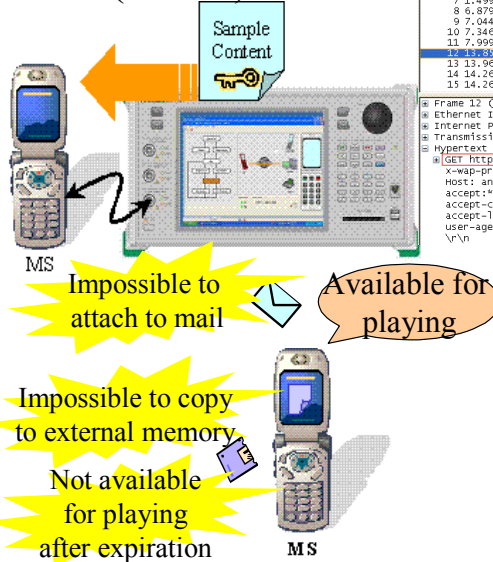 Sample
Content
7 1.499
8 6.879
9 7.044
10 7.346
11 7.999
13 13.96
14 14.26
15 14.26
Frame 12 (
Ethernet I
Internet P
Transmissi
Hypertext
GET http
x-wap-pr
Host: an
accept:*
accept-c
accept-l
user-age
\r\n
MS
Impossible to
attach to mail
Available for
playing
Impossible to copy
to external memory
Not available
for playing
after expiration
MS